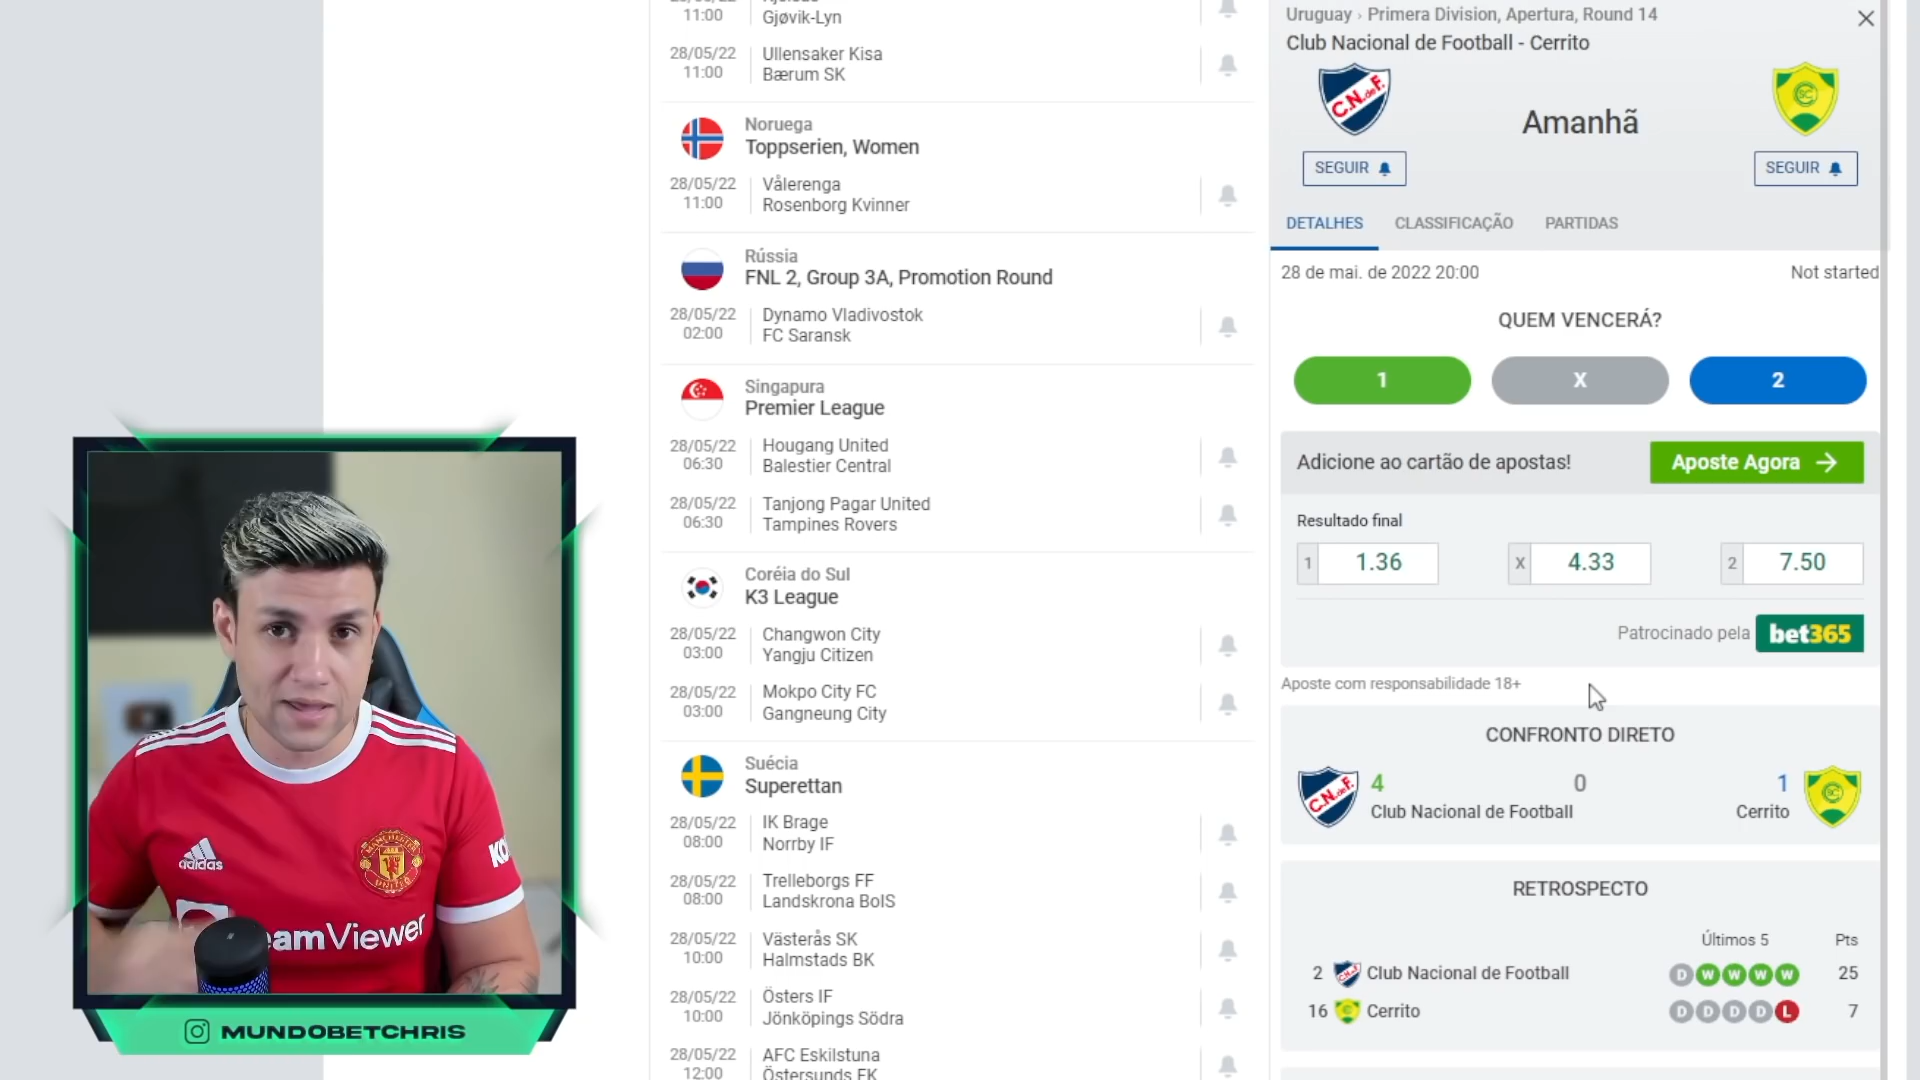 11:00
Gjøvik-Lyn
28/05/22
11:00
Ullensaker Kisa
Bærum SK
Noruega
Toppserien, Women
28/05/22
11:00
Vålerenga
Rosenborg Kvinner
Rússia
FNL 2, Group 3A, Promotion Round
28/05/22
02:00
Dynamo Vladivostok
FC Saransk
Singapura
Premier League
28/05/22
06:30
Hougang United
Balestier Central
28/05/22
06:30
Tanjong Pagar United
Tampines Rovers
Coréia do Sul
K3 League
28/05/22
03:00
Changwon City
Yangju Citizen
28/05/22
03:00
Mokpo City FC
Gangneung City
Suécia
Superettan
28/05/22
08:00
IK Brage
Norrby IF
28/05/22
08:00
Trelleborgs FF
Landskrona BoIS
28/05/22
10:00
Västerås SK
Halmstads BK
28/05/22
10:00
Östers IF
Jönköpings Södra
28/05/22
12:00
AFC Eskilstuna
Östersunds FK
Uruguay › Primera Division, Apertura, Round 14
Club Nacional de Football - Cerrito
C.N.deF.
Amanhã
SEGUIR
SEGUIR
DETALHES CLASSIFICAÇÃO PARTIDAS
28 de mai. de 2022 20:00 Not started
QUEM VENCERÁ?
1 X 2
Adicione ao cartão de apostas! Aposte Agora
Resultado final
1 1.36 X 4.33 2 7.50
Patrocinado pela bet365
Aposte com responsabilidade 18+
CONFRONTO DIRETO
C.N.deF.
4 0 1
Club Nacional de Football Cerrito
RETROSPECTO
Últimos 5 Pts
2 Club Nacional de Football D W W W W 25
16 Cerrito D D D D L 7
adidas
MANCHESTER
UNITED
KO
eamViewer
MUNDOBETCHRIS